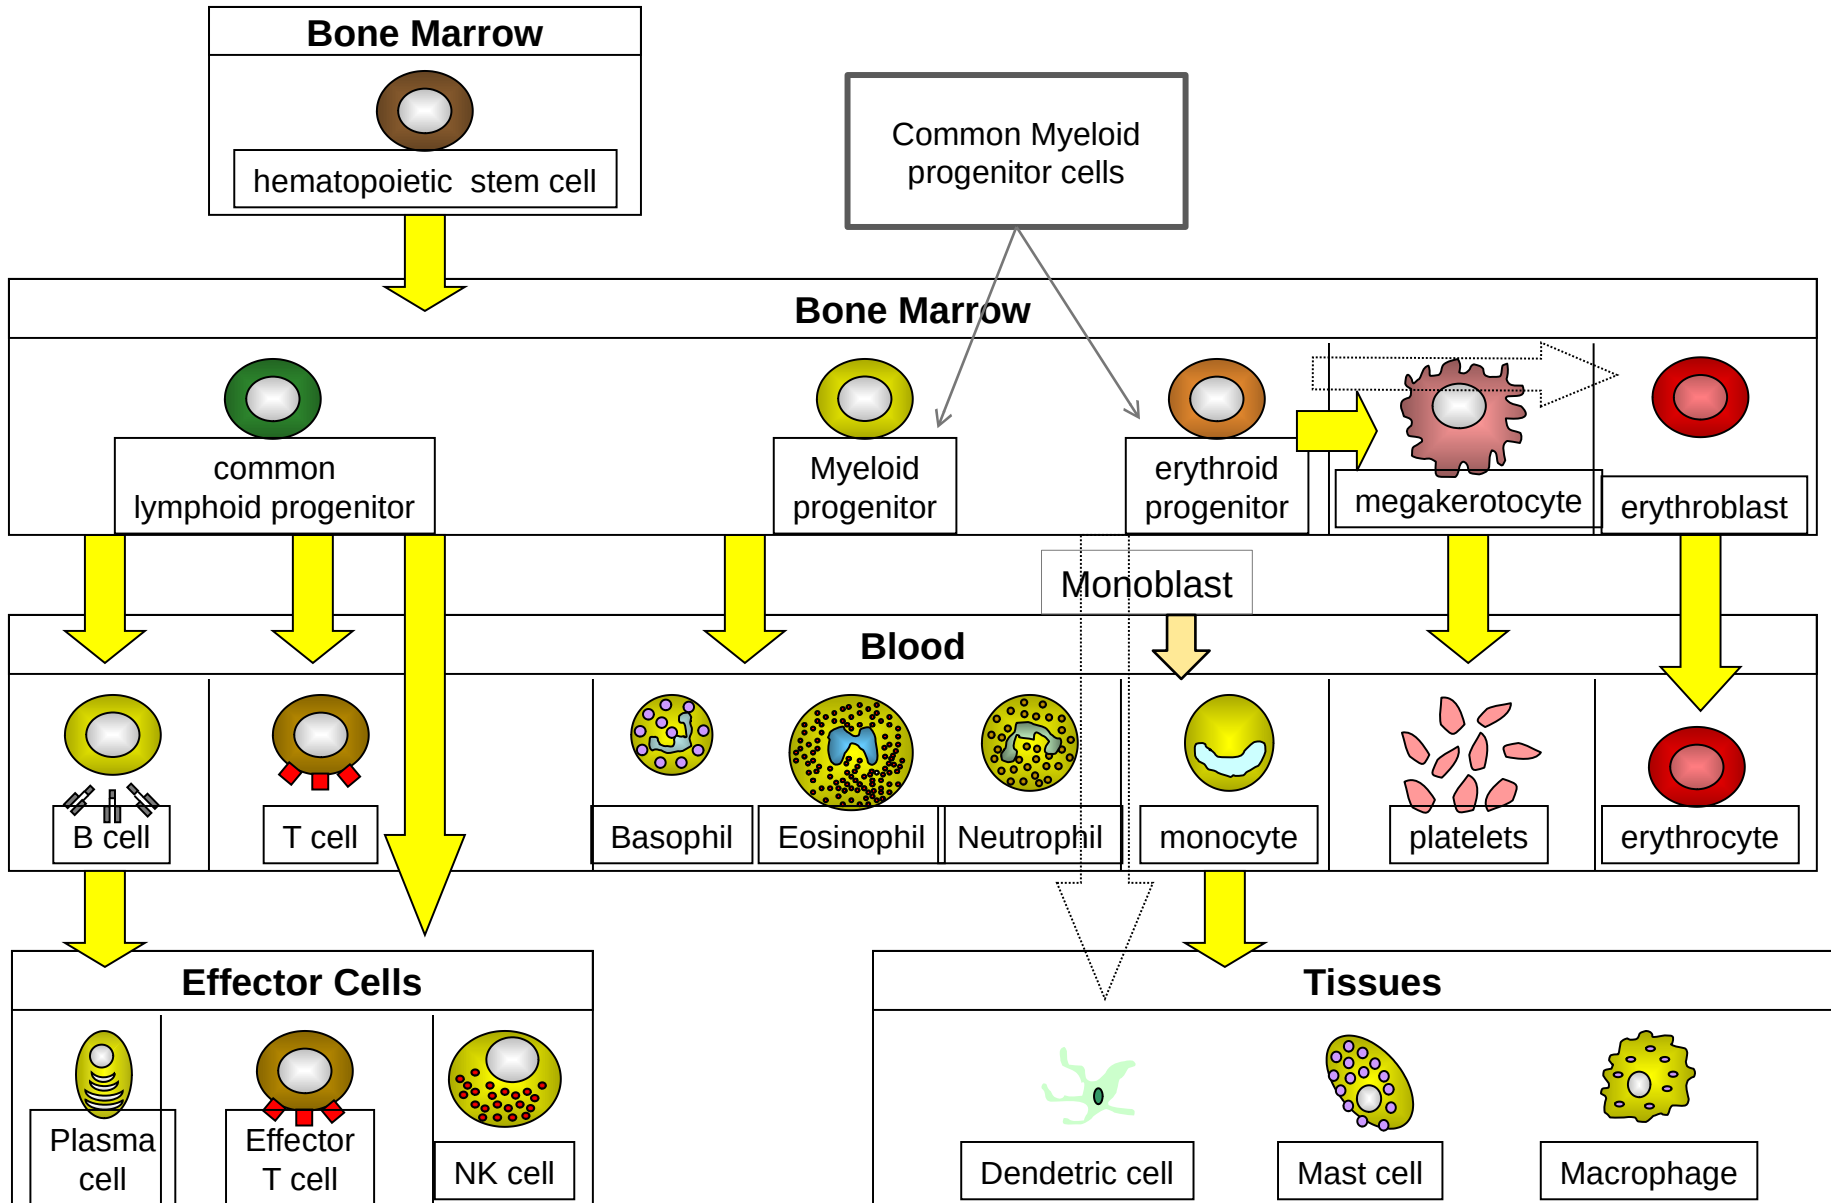 Bone Marrow
hematopoietic stem cell
Common Myeloid
progenitor cells
Bone Marrow
common
lymphoid progenitor
Myeloid
progenitor
erythroid
progenitor
megakerotocyte
erythroblast
Monoblast
Blood
B cell
T cell
Basophil
Eosinophil
Neutrophil
monocyte
platelets
erythrocyte
Effector Cells
Plasma
cell
Effector
T cell
NK cell
Tissues
Dendetric cell
Mast cell
Macrophage